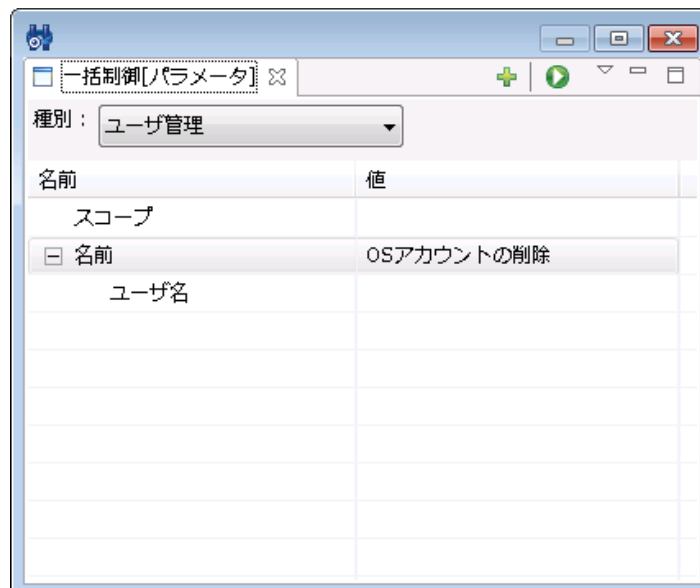 一括制御[パラメータ]
種別：ユーザ管理
名前 値
スコープ
名前 OSアカウントの削除
ユーザ名